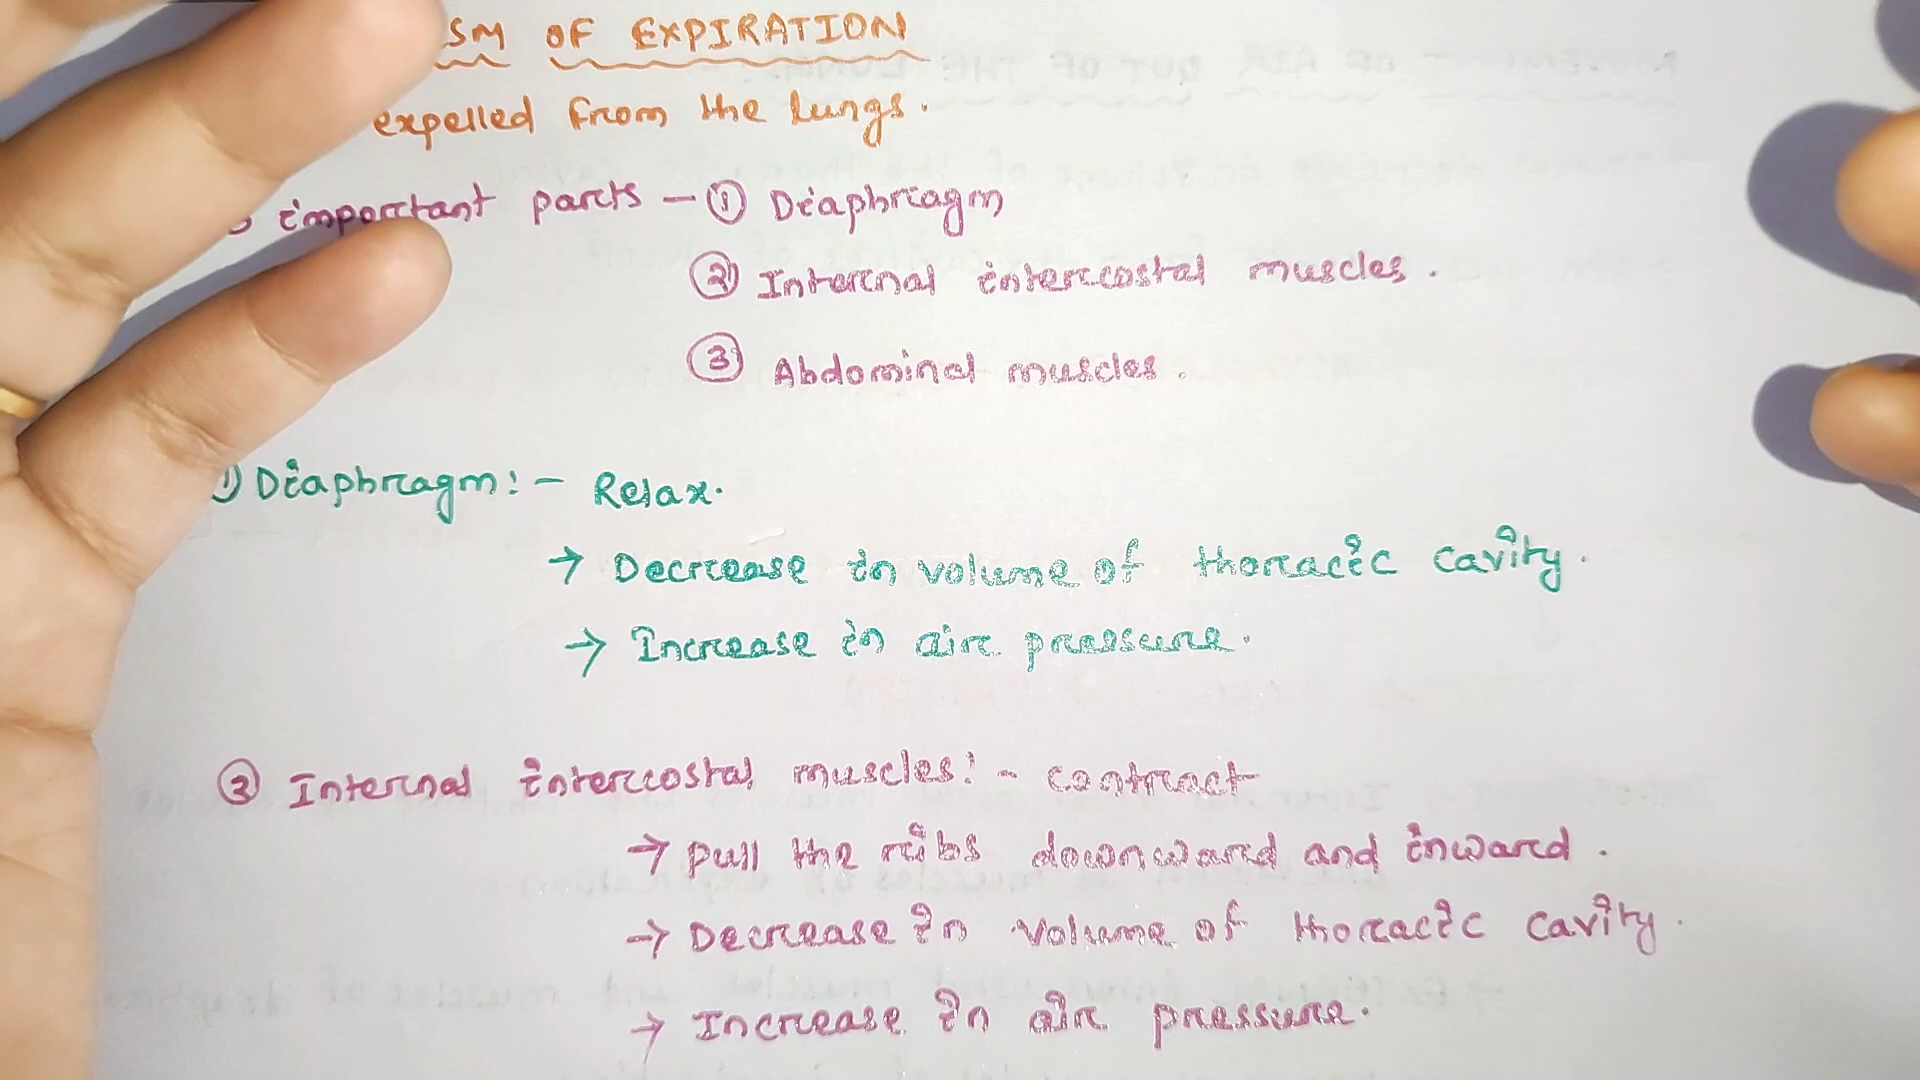 OF EXPIRATION
expelled from the lungs.
important parts - ① Diaphragm
② Internal intercostal muscles.
③ Abdominal muscles.
Diaphragm:- Relax.
→ Decrease in volume of thoracic cavity.
→ Increase in air pressure.
② Internal intercostal muscles:- contract
→ pull the ribs downward and inward.
→ Decrease in volume of thoracic cavity.
→ Increase in air pressure.